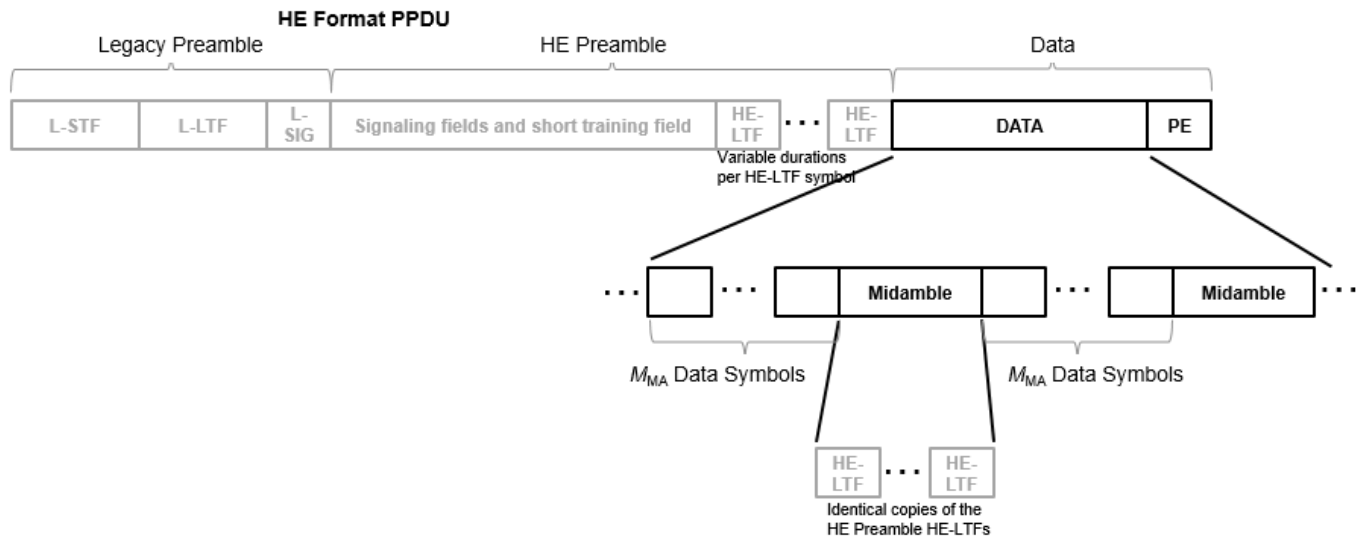 HE Format PPDU
Legacy Preamble
HE Preamble
Data
L-STF
L-LTF
L-
SIG
Signaling fields and short training field
HE-
LTF
...
HE-
LTF
DATA
PE
Variable durations
per HE-LTF symbol
...
...
Midamble
...
Midamble
...
MMA Data Symbols
MMA Data Symbols
HE-
LTF
...
HE-
LTF
Identical copies of the
HE Preamble HE-LTFs